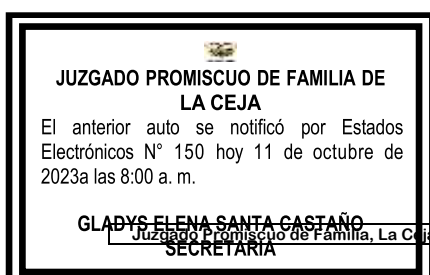 JUZGADO PROMISCUO DE FAMILIA DE
LA CEJA
El anterior auto se notificó por Estados
Electrónicos N° 150 hoy 11 de octubre de
2023a las 8:00 a. m.
GLADYS ELENA SANTA CASTAÑO
Juzgado Promiscuo de Familia, La Ceja
SECRETARIA